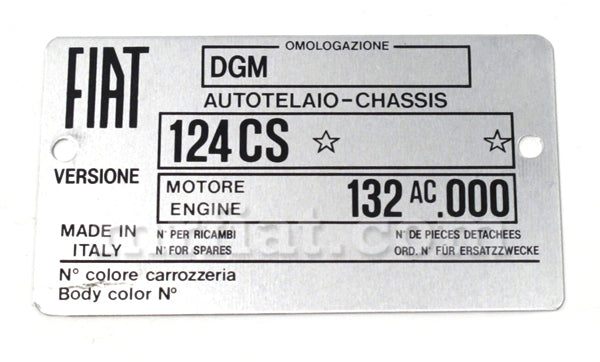 FIAT
OMOLOGAZIONE
DGM
AUTOTELAIO-CHASSIS
124 CS ☆ ☆
VERSIONE
MOTORE 132 AC .000
ENGINE
MADE IN
ITALY
N° PER RICAMBI N° DE PIECES DETACHEES
N° FOR SPARES ORD. N° FÜR ERSATZZWECKE
N° colore carrozzeria
Body color N°